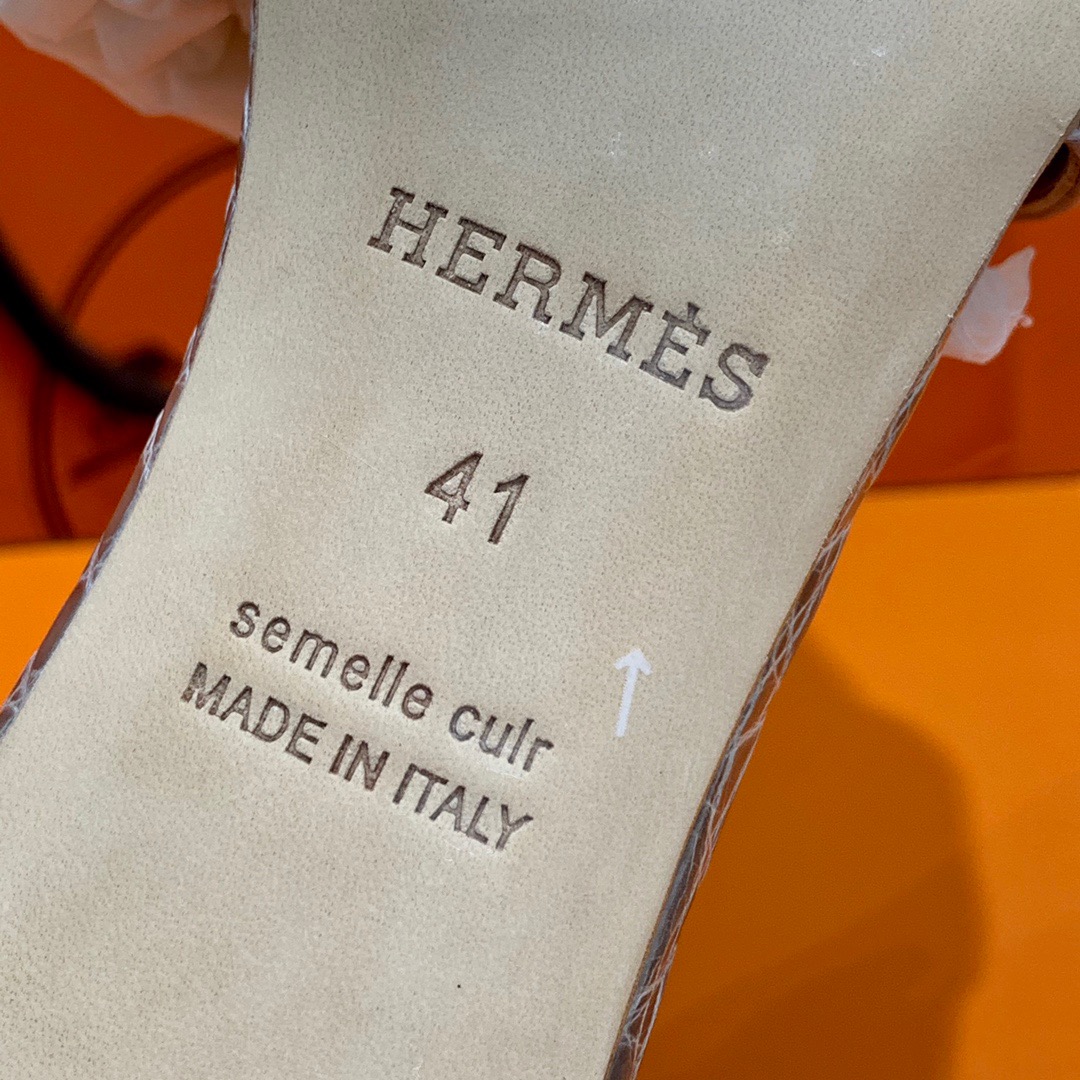 HERMÈS
41
semelle cuir
MADE IN ITALY